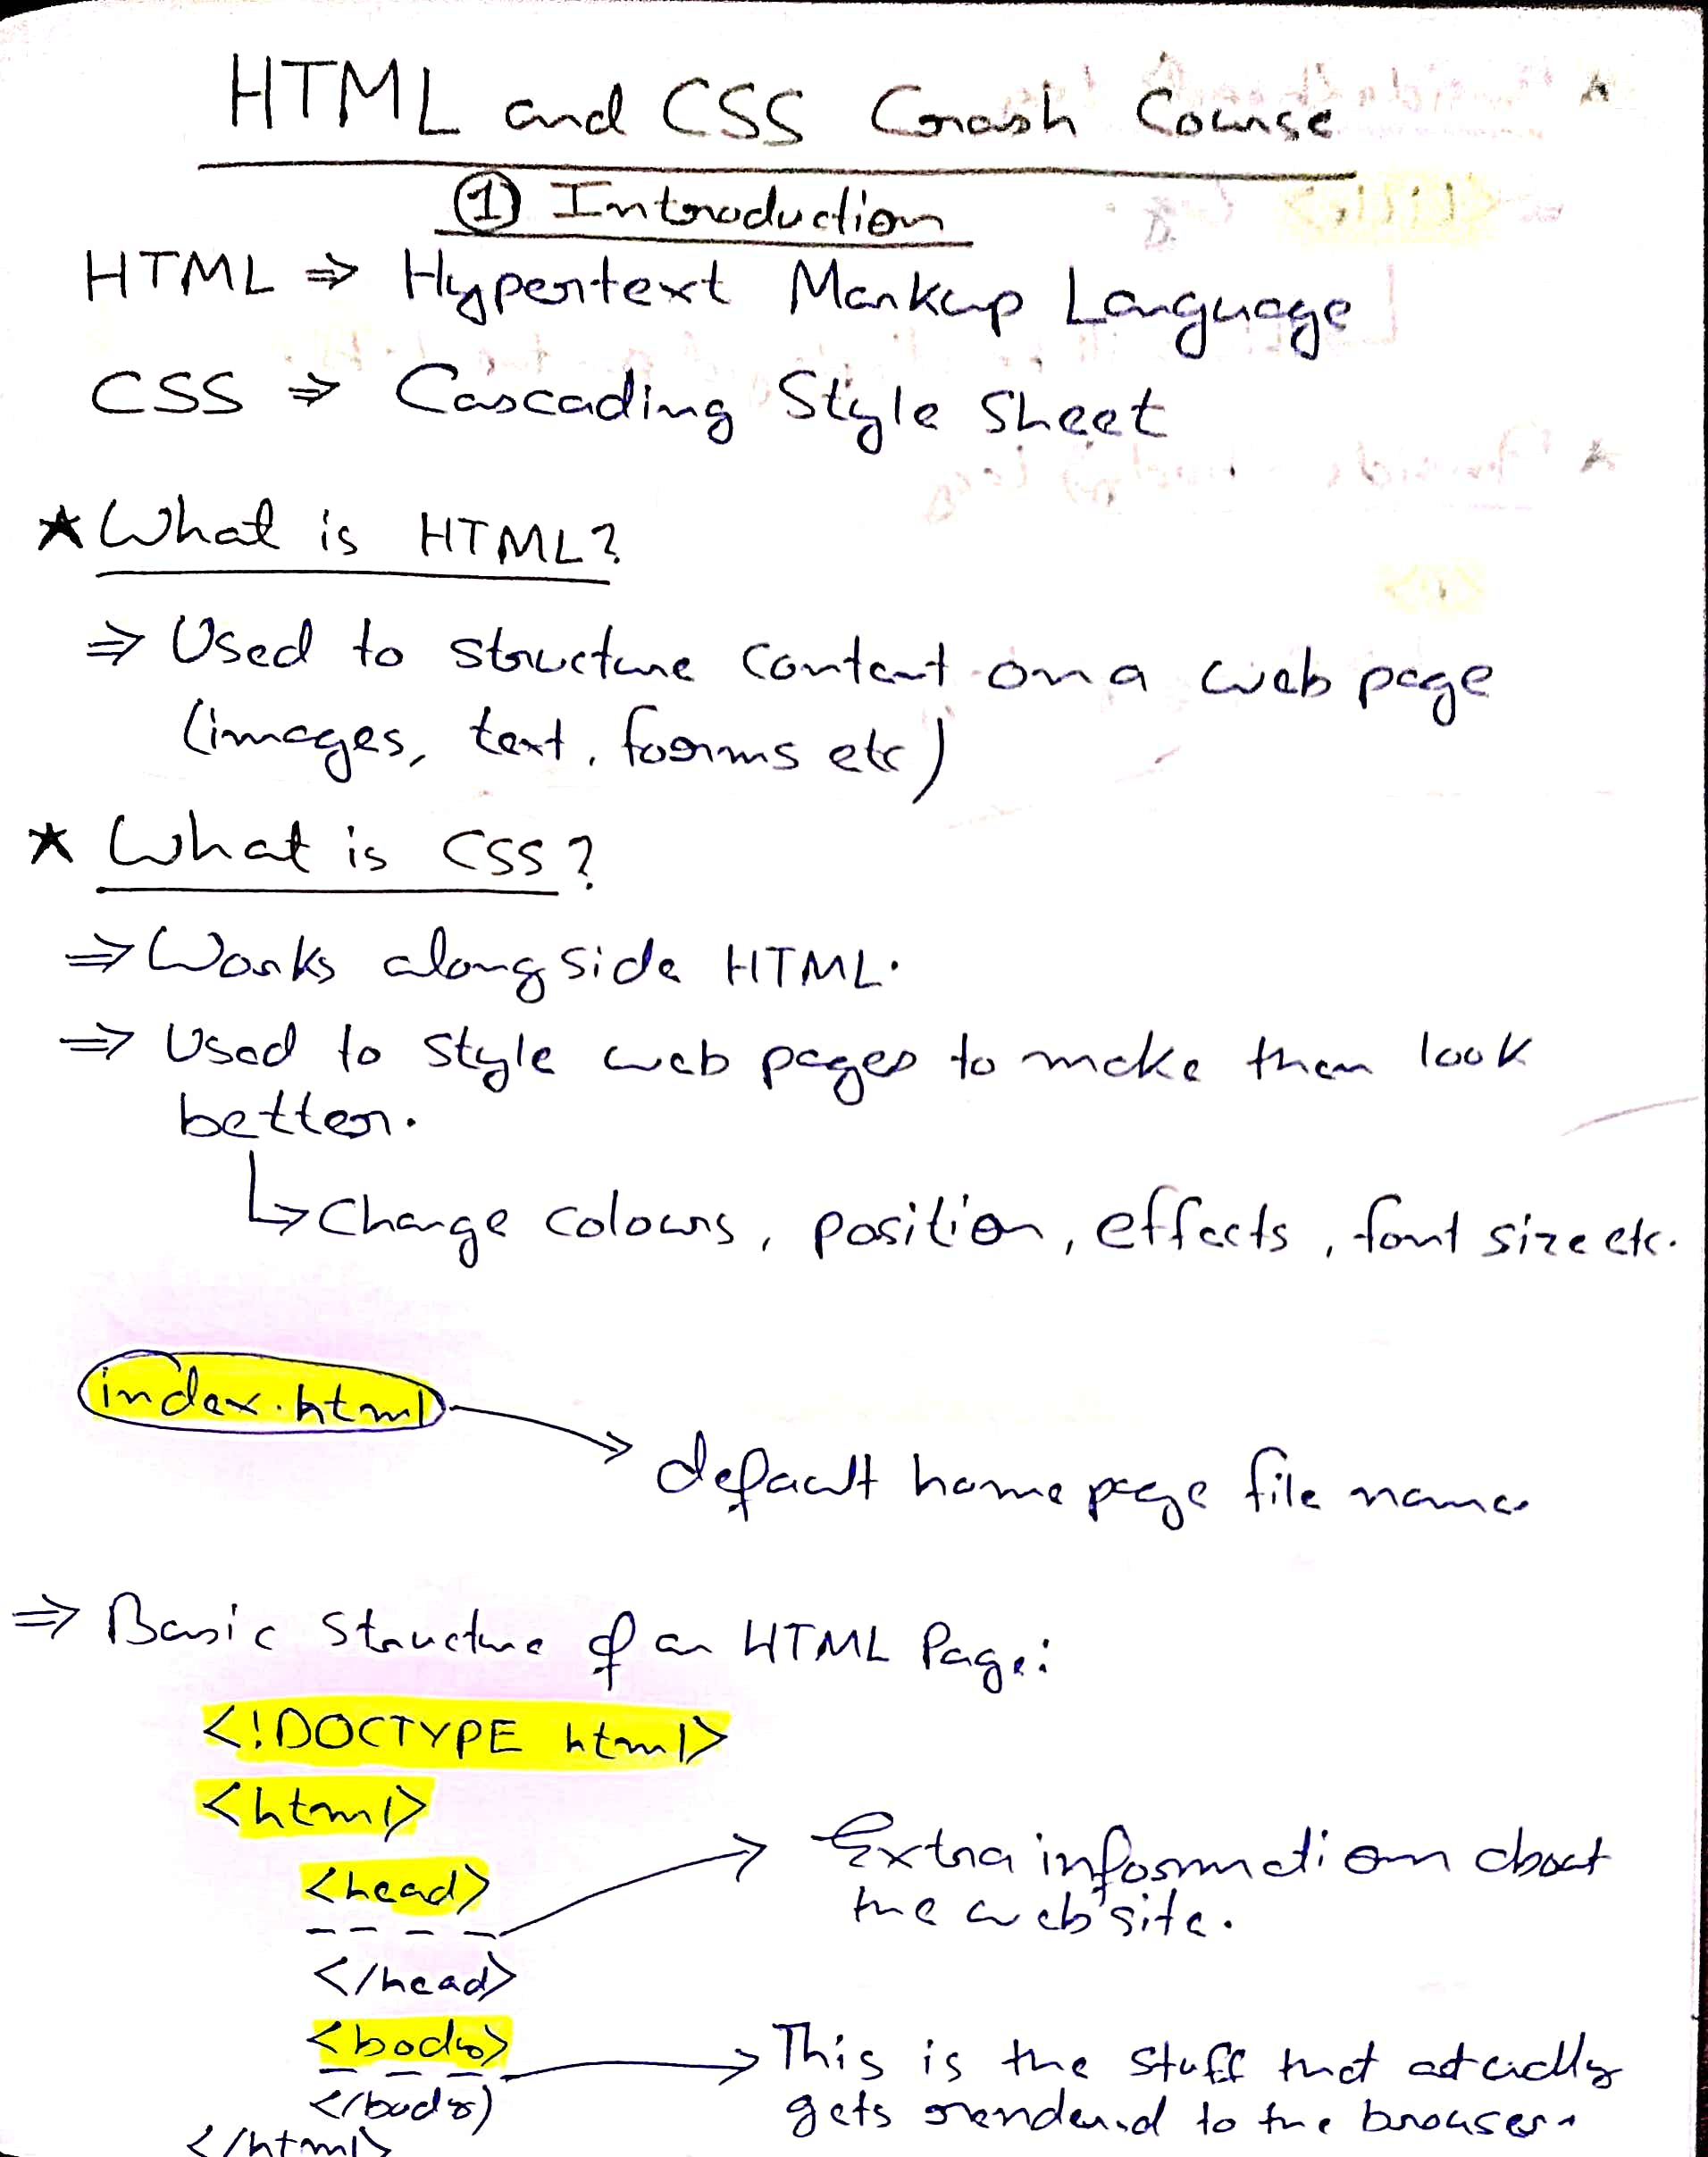 HTML and CSS Crash Course
① Introduction
HTML ⇒ Hypertext Markup Language
CSS ⇒ Cascading Style Sheet
★ What is HTML?
⇒ Used to structure content on a web page
(images, text, forms etc)
★ What is CSS?
⇒ Works alongside HTML.
⇒ Used to style web pages to make them look
better.
↳ Change colours, position, effects, font size etc.
index.html → default home page file name.
⇒ Basic structure of an HTML Page:
<!DOCTYPE html>
<html>
<head>
---- → Extra information about
the website.
</head>
<body>
---- → This is the stuff that actually
gets rendered to the browser.
</body>
</html>